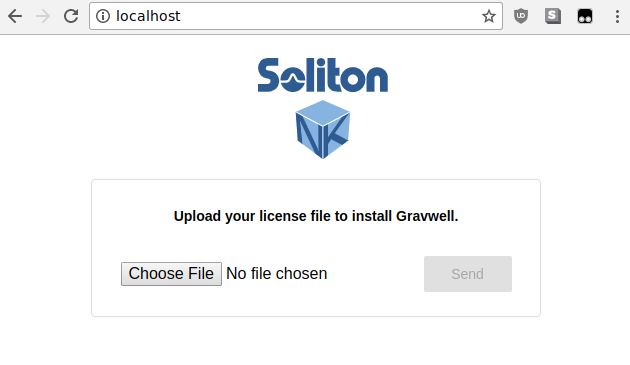 localhost
Soliton
NK
Upload your license file to install Gravwell.
Choose File No file chosen
Send